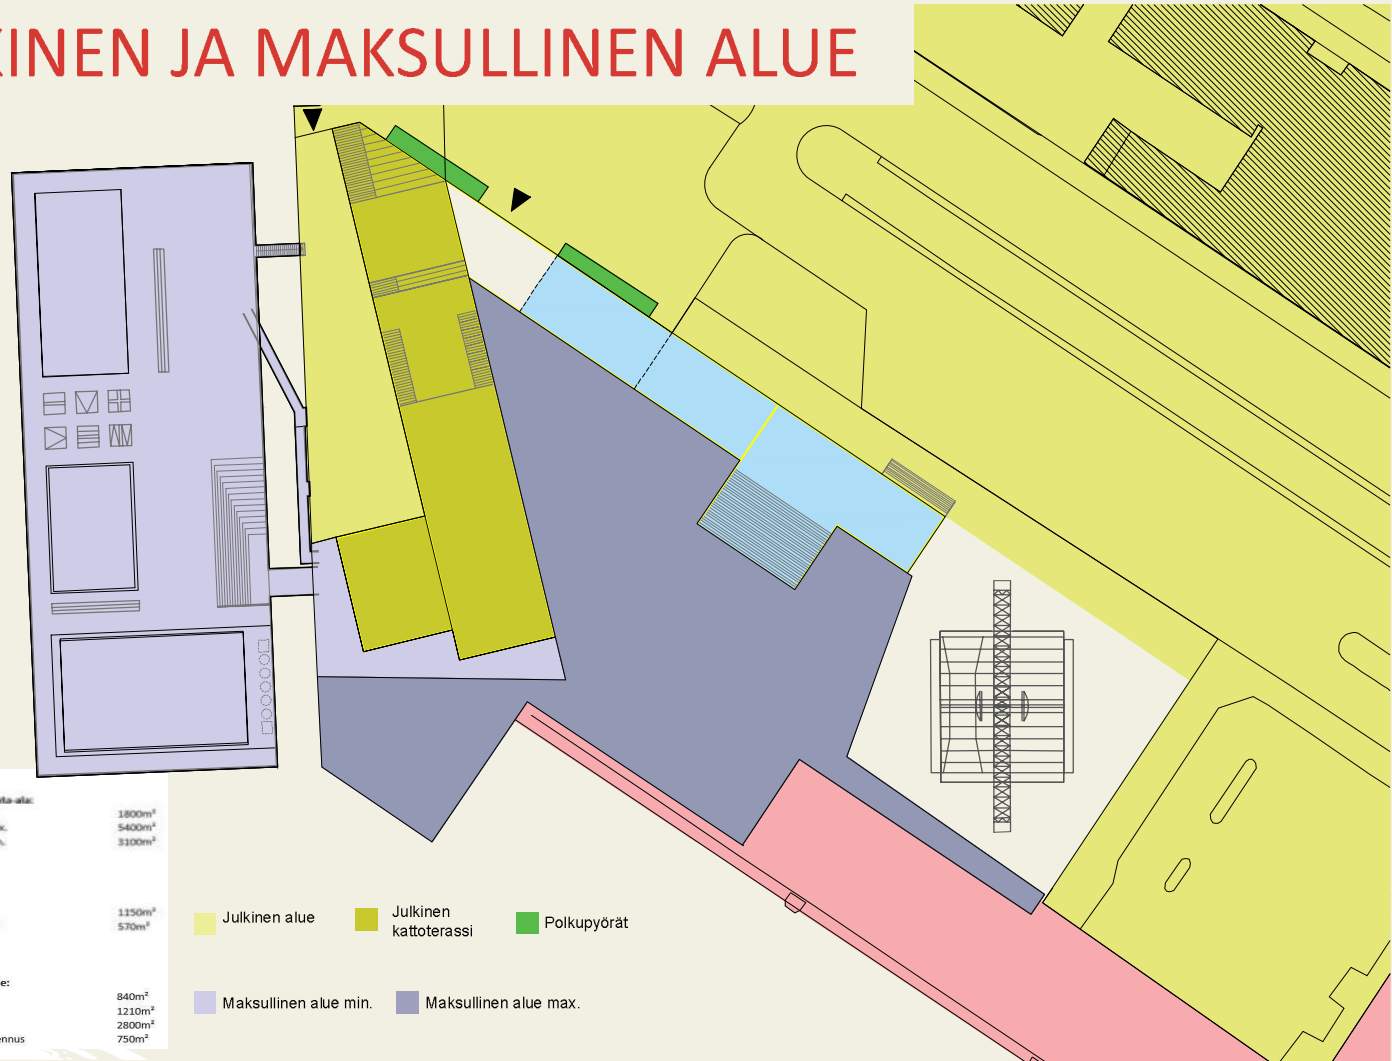 INEN JA MAKSULLINEN ALUE
1800m²
5400m²
3100m²
1150m²
570m²
840m²
1210m²
2800m²
750m²
Julkinen alue
Julkinen
kattoterassi
Polkupyörät
Maksullinen alue min.
Maksullinen alue max.